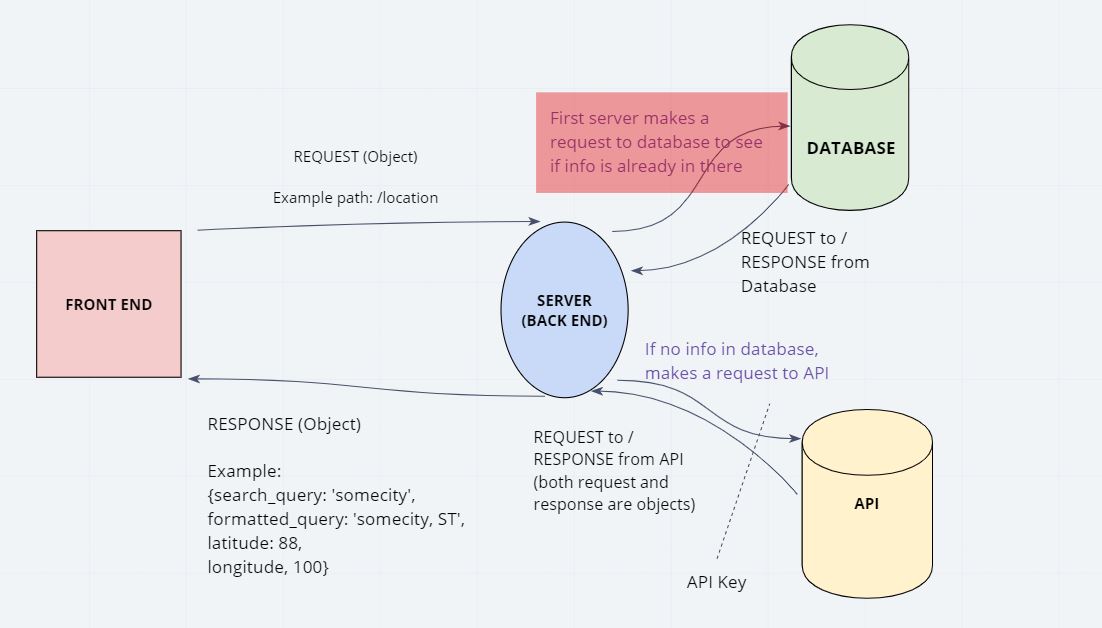 First server makes a
request to database to see
if info is already in there
DATABASE
REQUEST (Object)
Example path: /location
REQUEST to /
RESPONSE from
Database
FRONT END
SERVER
(BACK END)
If no info in database,
makes a request to API
RESPONSE (Object)
Example:
{search_query: 'somecity',
formatted_query: 'somecity, ST',
latitude: 88,
longitude, 100}
REQUEST to /
RESPONSE from API
(both request and
response are objects)
API
API Key